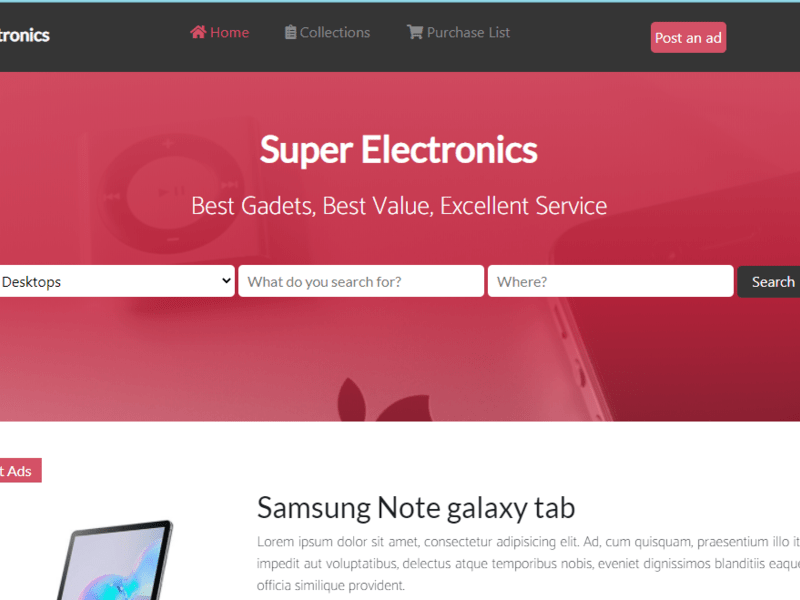 tronics
Home Collections Purchase List
Post an ad
Super Electronics
Best Gadets, Best Value, Excellent Service
Desktops What do you search for? Where? Search
t Ads
Samsung Note galaxy tab
Lorem ipsum dolor sit amet, consectetur adipisicing elit. Ad, cum quisquam, praesentium illo it
impedit aut voluptatibus, delectus atque temporibus nobis, eveniet dignissimos blanditiis eaque
officia similique provident.